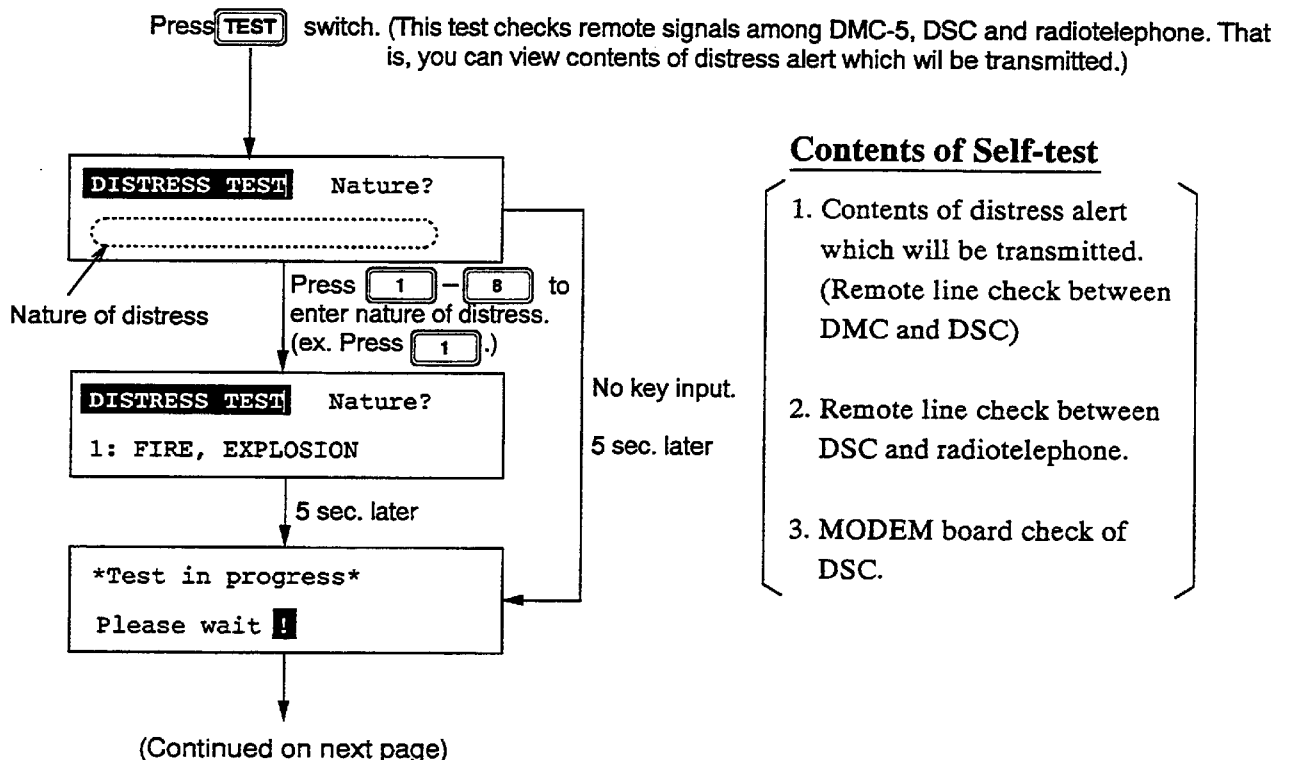 Press TEST switch. (This test checks remote signals among DMC-5, DSC and radiotelephone. That
is, you can view contents of distress alert which wil be transmitted.)
DISTRESS TEST Nature?
Nature of distress
Press 1 – 8 to
enter nature of distress.
(ex. Press 1 .)
No key input.
5 sec. later
DISTRESS TEST Nature?
1: FIRE, EXPLOSION
5 sec. later
*Test in progress*
Please wait !
(Continued on next page)
Contents of Self-test
1. Contents of distress alert
which will be transmitted.
(Remote line check between
DMC and DSC)
2. Remote line check between
DSC and radiotelephone.
3. MODEM board check of
DSC.